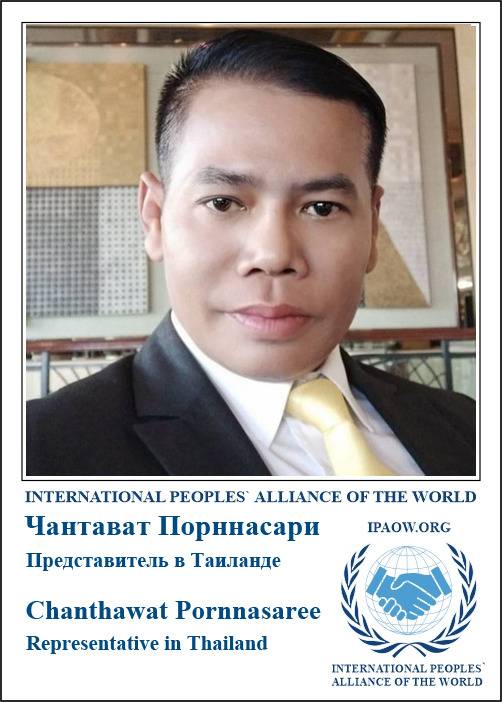 INTERNATIONAL PEOPLES` ALLIANCE OF THE WORLD
Чантават Порннасари
Представитель в Таиланде
Chanthawat Pornnasaree
Representative in Thailand
IPAOW.ORG
INTERNATIONAL PEOPLES`
ALLIANCE OF THE WORLD